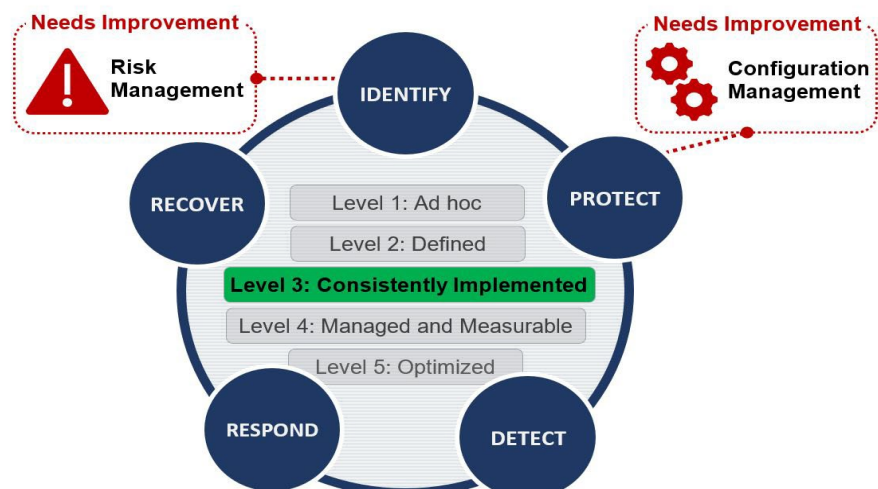 Needs Improvement
Risk
Management
IDENTIFY
Needs Improvement
Configuration
Management
RECOVER
PROTECT
Level 1: Ad hoc
Level 2: Defined
Level 3: Consistently Implemented
Level 4: Managed and Measurable
Level 5: Optimized
RESPOND
DETECT